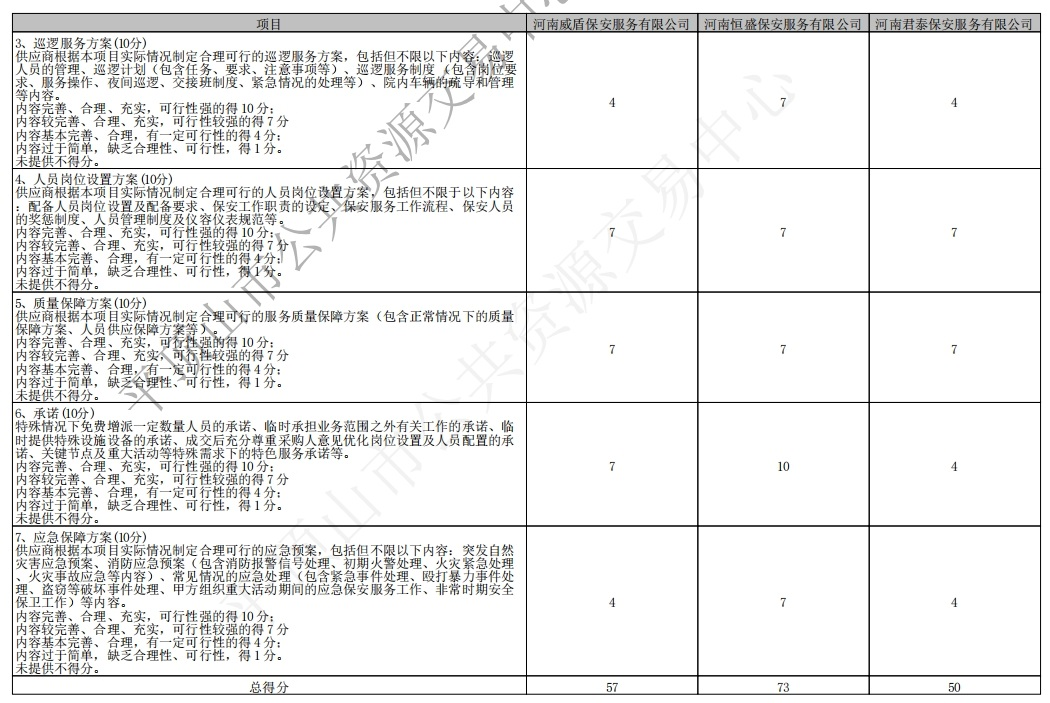 项目 河南威盾保安服务有限公司 河南恒盛保安服务有限公司 河南君泰保安服务有限公司
3、巡逻服务方案(10分)
供应商根据本项目实际情况制定合理可行的巡逻服务方案，包括但不限以下内容：巡逻
人员的管理、巡逻计划（包含任务、要求、注意事项等）、巡逻服务制度（包含岗位要
求、服务操作、夜间巡逻、交接班制度、紧急情况的处理等）、院内车辆的疏导和管理
等内容。
内容完善、合理、充实，可行性强的得10分；
内容较完善、合理、充实，可行性较强的得7分
内容基本完善、合理，有一定可行性的得4分；
内容过于简单，缺乏合理性、可行性，得1分。
未提供不得分。
4 7 4
4、人员岗位设置方案(10分)
供应商根据本项目实际情况制定合理可行的人员岗位设置方案，包括但不限于以下内容
：配备人员岗位设置及配备要求、保安工作职责的设定、保安服务工作流程、保安人员
的奖惩制度、人员管理制度及仪容仪表规范等。
内容完善、合理、充实，可行性强的得10分；
内容较完善、合理、充实，可行性较强的得7分
内容基本完善、合理，有一定可行性的得4分；
内容过于简单，缺乏合理性、可行性，得1分。
未提供不得分。
7 7 7
5、质量保障方案(10分)
供应商根据本项目实际情况制定合理可行的服务质量保障方案（包含正常情况下的质量
保障方案、人员供应保障方案等）。
内容完善、合理、充实，可行性强的得10分；
内容较完善、合理、充实，可行性较强的得7分
内容基本完善、合理，有一定可行性的得4分；
内容过于简单，缺乏合理性、可行性，得1分。
未提供不得分。
7 7 7
6、承诺(10分)
特殊情况下免费增派一定数量人员的承诺、临时承担业务范围之外有关工作的承诺、临
时提供特殊设施设备的承诺、成交后充分尊重采购人意见优化岗位设置及人员配置的承
诺、关键节点及重大活动等特殊需求下的特色服务承诺等。
内容完善、合理、充实，可行性强的得10分；
内容较完善、合理、充实，可行性较强的得7分
内容基本完善、合理，有一定可行性的得4分；
内容过于简单，缺乏合理性、可行性，得1分。
未提供不得分。
7 10 4
7、应急保障方案(10分)
供应商根据本项目实际情况制定合理可行的应急预案，包括但不限以下内容：突发自然
灾害应急预案、消防应急预案（包含消防报警信号处理、初期火警处理、火灾紧急处理
、火灾事故应急等内容）、常见情况的应急处理（包含紧急事件处理、殴打暴力事件处
理、盗窃等破坏事件处理、甲方组织重大活动期间的应急保安服务工作、非常时期安全
保卫工作）等内容。
内容完善、合理、充实，可行性强的得10分；
内容较完善、合理、充实，可行性较强的得7分
内容基本完善、合理，有一定可行性的得4分；
内容过于简单，缺乏合理性、可行性，得1分。
未提供不得分。
4 7 4
总得分 57 73 50
平顶山市公共资源交易中
平顶山市公共资源交易中心